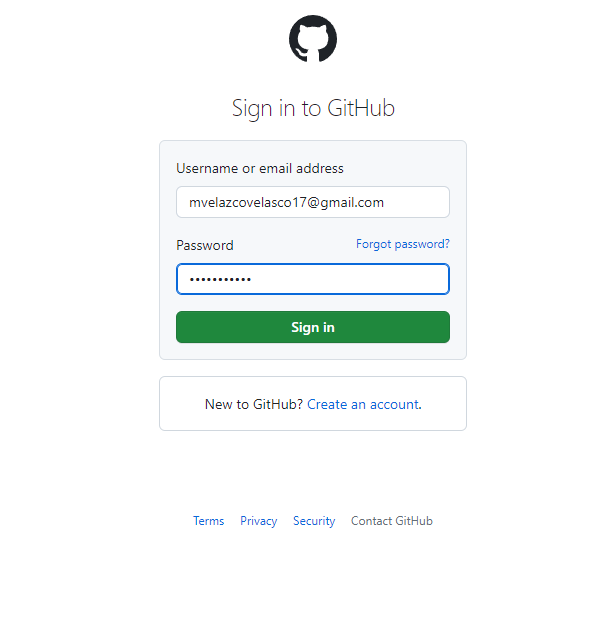 Sign in to GitHub
Username or email address
mvelazcovelasco17@gmail.com
Password Forgot password?
•••••••••••
Sign in
New to GitHub? Create an account.
Terms Privacy Security Contact GitHub